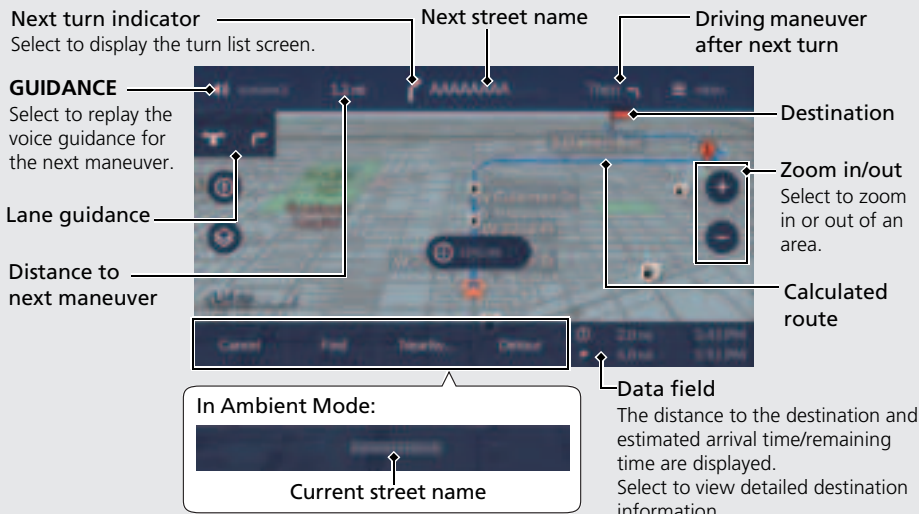 Next turn indicator
Select to display the turn list screen.
Next street name
Driving maneuver
after next turn
GUIDANCE
Select to replay the
voice guidance for
the next maneuver.
Destination
Zoom in/out
Select to zoom
in or out of an
area.
Lane guidance
Distance to
next maneuver
Calculated
route
AAAAAAAA
Then
Cancel
Find
Nearby...
Detour
Data field
The distance to the destination and
estimated arrival time/remaining
time are displayed.
Select to view detailed destination
information.
In Ambient Mode:
Current street name